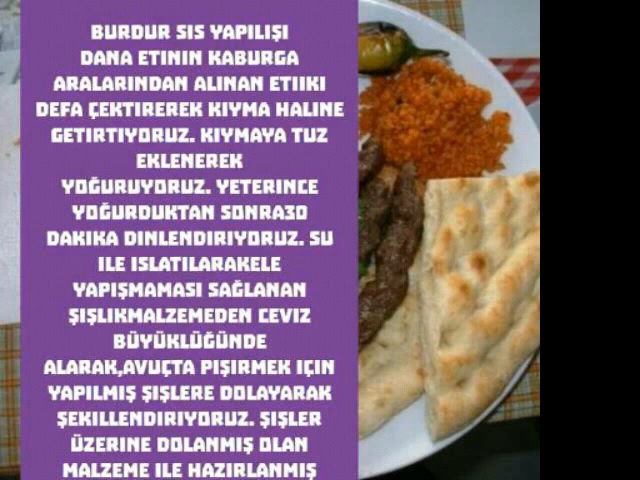 BURDUR SIS YAPILIŞI
DANA ETININ KABURGA
ARALARINDAN ALINAN ETIIKI
DEFA ÇEKTIREREK KIYMA HALINE
GETIRTIYORUZ. KIYMAYA TUZ
EKLENEREK
YOĞURUYORUZ. YETERINCE
YOĞURDUKTAN SONRA30
DAKIKA DINLENDIRIYORUZ. SU
ILE ISLATILARAKELE
YAPIŞMAMASI SAĞLANAN
ŞIŞLIKMALZEMEDEN CEVIZ
BÜYÜKLÜĞÜNDE
ALARAK,AVUÇTA PIŞIRMEK IÇIN
YAPILMIŞ ŞIŞLERE DOLAYARAK
ŞEKILLENDIRIYORUZ. ŞIŞLER
ÜZERINE DOLANMIŞ OLAN
MALZEME ILE HAZIRLANMIŞ